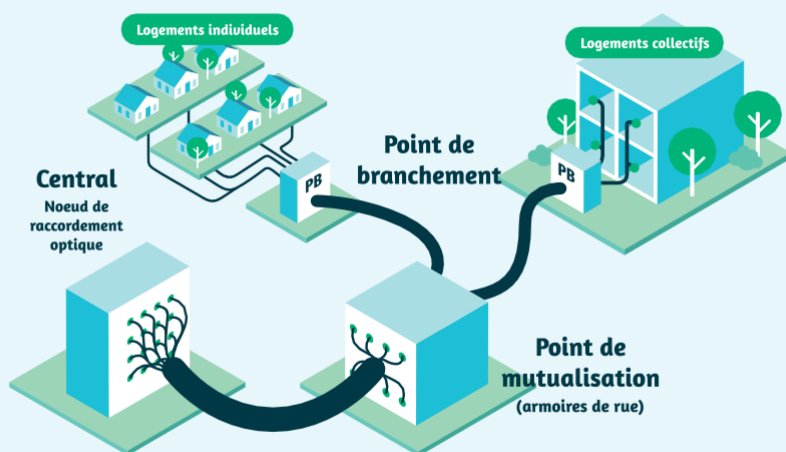 Logements individuels
Logements collectifs
Point de
branchement
PB
PB
Central
Noeud de
raccordement
optique
Point de
mutualisation
(armoires de rue)